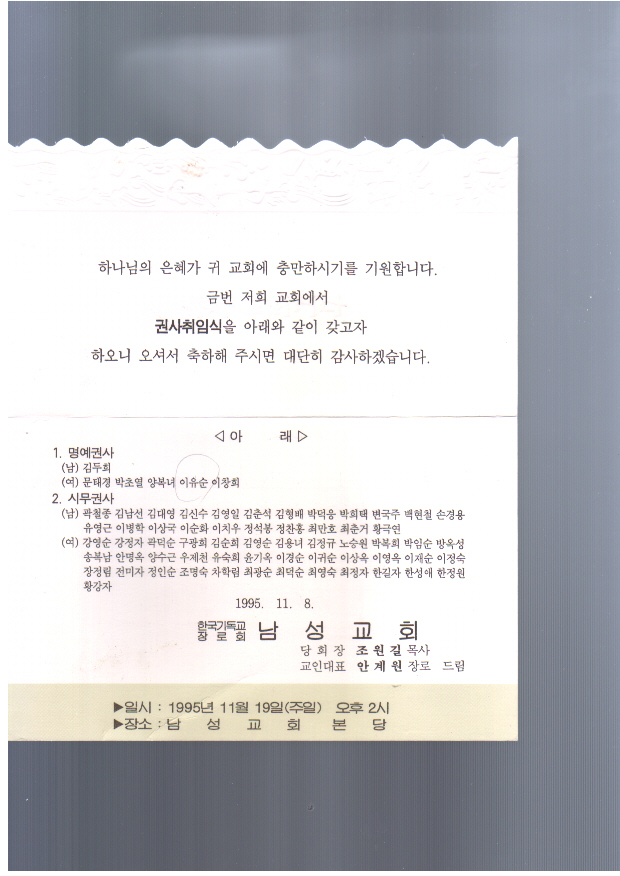 하나님의 은혜가 귀 교회에 충만하시기를 기원합니다.
금번 저희 교회에서
권사취임식을 아래와 같이 갖고자
하오니 오셔서 축하해 주시면 대단히 감사하겠습니다.
◁ 아 래 ▷
1. 명예권사
(남) 김두희
(여) 문태경 박초열 양복녀 이유순 이창희
2. 시무권사
(남) 곽철종 김남선 김대영 김신수 김영일 김춘석 김형배 박덕웅 박희택 변국주 백현철 손경용
유영근 이병학 이상국 이순화 이치우 정석봉 정찬홍 최만호 최춘거 황극연
(여) 강영순 강정자 곽덕순 구광희 김순희 김영순 김용녀 김정규 노승원 박복희 박임순 방옥성
송복남 안명옥 양수근 우제천 유숙희 윤기옥 이경순 이귀순 이상옥 이영옥 이재순 이정숙
장정림 전미자 정인순 조명숙 차학림 최광순 최덕순 최영숙 최정자 한길자 한성애 한정원
황강자
1995. 11. 8.
한국기독교
장로회 남성교회
당회장 조원길 목사
교인대표 안계원 장로 드림
▶일시 : 1995년 11월 19일(주일) 오후 2시
▶장소 : 남성교회 본당